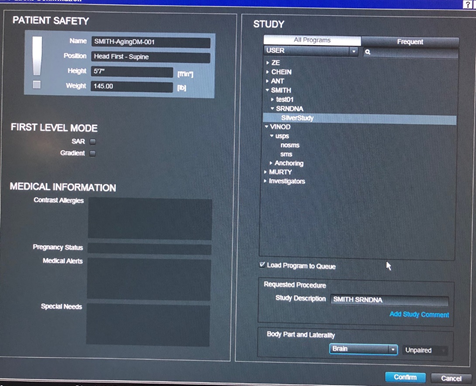 PATIENT SAFETY
Name SMITH-AgingDM-001
Position Head First - Supine
Height 5'7" [ft'in"]
Weight 145.00 [lb]
FIRST LEVEL MODE
SAR
Gradient
MEDICAL INFORMATION
Contrast Allergies
Pregnancy Status
Medical Alerts
Special Needs
STUDY
All Programs Frequent
USER
ZE
CHEIN
ANT
SMITH
test01
SRNDNA
SilverStudy
VINOD
usps
nosms
sms
Anchoring
MURTY
Investigators
Load Program to Queue
Requested Procedure
Study Description SMITH SRNDNA
Add Study Comment
Body Part and Laterality
Brain Unpaired
Confirm Cancel